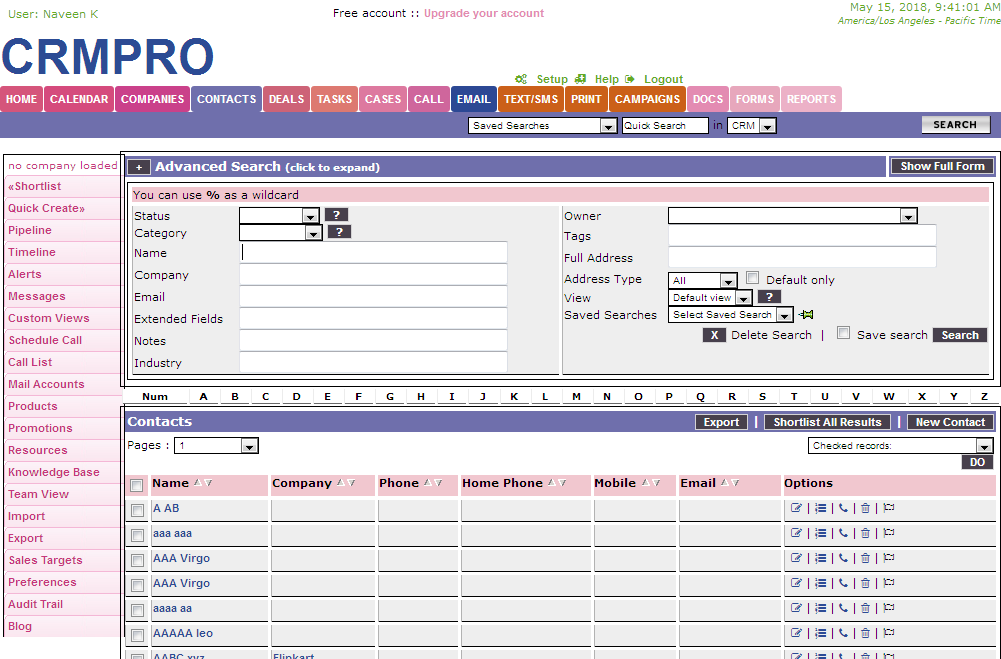 User: Naveen K
Free account :: Upgrade your account
May 15, 2018, 9:41:01 AM
America/Los Angeles - Pacific Time
CRMPRO
Setup Help Logout
HOME CALENDAR COMPANIES CONTACTS DEALS TASKS CASES CALL EMAIL TEXT/SMS PRINT CAMPAIGNS DOCS FORMS REPORTS
Saved Searches Quick Search in CRM SEARCH
no company loaded
«Shortlist
Quick Create»
Pipeline
Timeline
Alerts
Messages
Custom Views
Schedule Call
Call List
Mail Accounts
Products
Promotions
Resources
Knowledge Base
Team View
Import
Export
Sales Targets
Preferences
Audit Trail
Blog
+ Advanced Search (click to expand) Show Full Form
You can use % as a wildcard
Status ?
Category ?
Name
Company
Email
Extended Fields
Notes
Industry
Owner
Tags
Full Address
Address Type All Default only
View Default view ?
Saved Searches Select Saved Search
X Delete Search | Save search Search
Num A B C D E F G H I J K L M N O P Q R S T U V W X Y Z
Contacts Export | Shortlist All Results | New Contact
Pages : 1 Checked records:
DO
Name Company Phone Home Phone Mobile Email Options
A AB | | | |
aaa aaa | | | |
AAA Virgo | | | |
AAA Virgo | | | |
aaaa aa | | | |
AAAAA leo | | | |
AABC xyz Flipkart | | | |